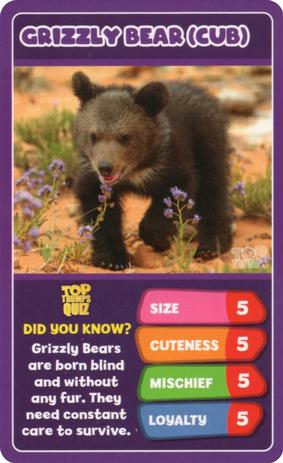 GRIZZLY BEAR (CUB)
TOP
TRUMPS
QUIZ
DID YOU KNOW?
Grizzly Bears
are born blind
and without
any fur. They
need constant
care to survive.
SIZE 5
CUTENESS 5
MISCHIEF 5
LOYALTY 5
TOP